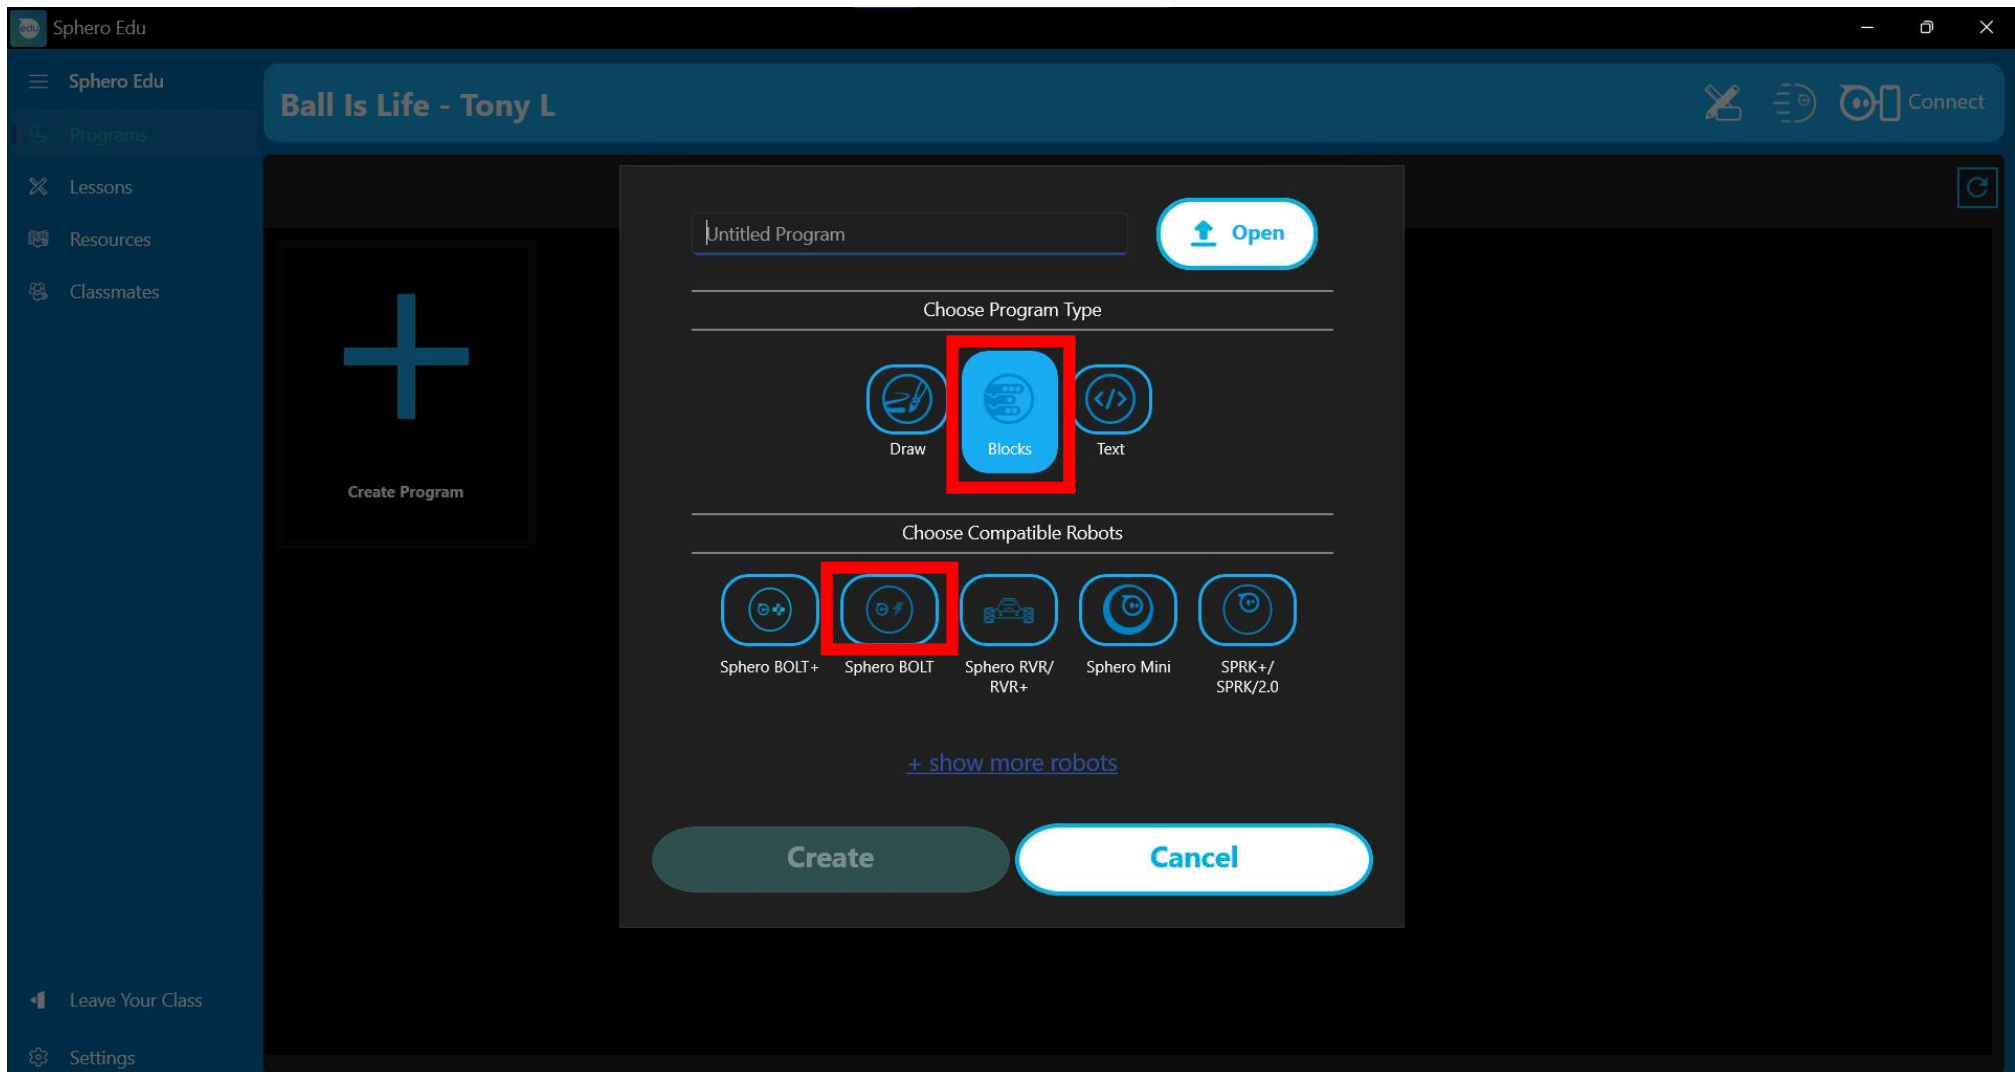 edu Sphero Edu
Sphero Edu
Programs
Lessons
Resources
Classmates
Leave Your Class
Settings
Ball Is Life - Tony L
Connect
Create Program
Untitled Program
Open
Choose Program Type
Draw
Blocks
Text
Choose Compatible Robots
Sphero BOLT+
Sphero BOLT
Sphero RVR/
RVR+
Sphero Mini
SPRK+/
SPRK/2.0
+ show more robots
Create
Cancel